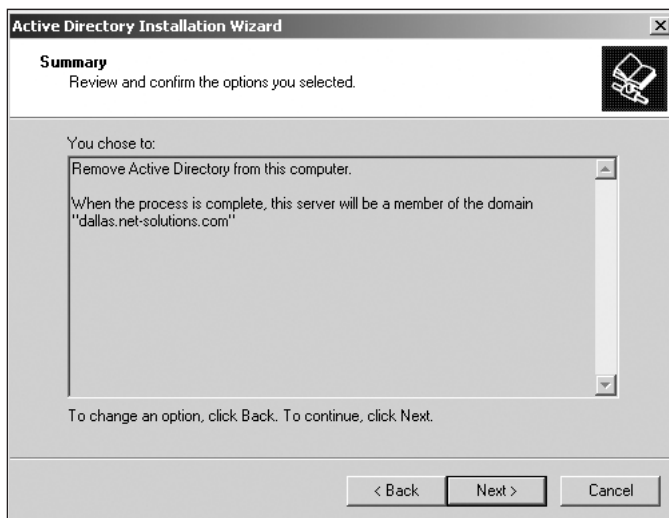 Active Directory Installation Wizard
Summary
Review and confirm the options you selected.
You chose to:
Remove Active Directory from this computer.
When the process is complete, this server will be a member of the domain
"dallas.net-solutions.com"
To change an option, click Back. To continue, click Next.
< Back Next > Cancel